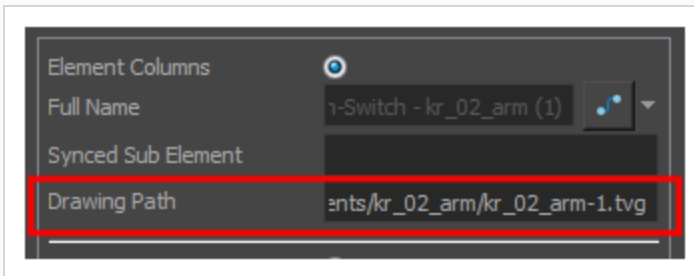 Element Columns
Full Name n-Switch - kr_02_arm (1)
Synced Sub Element
Drawing Path ents/kr_02_arm/kr_02_arm-1.tvg